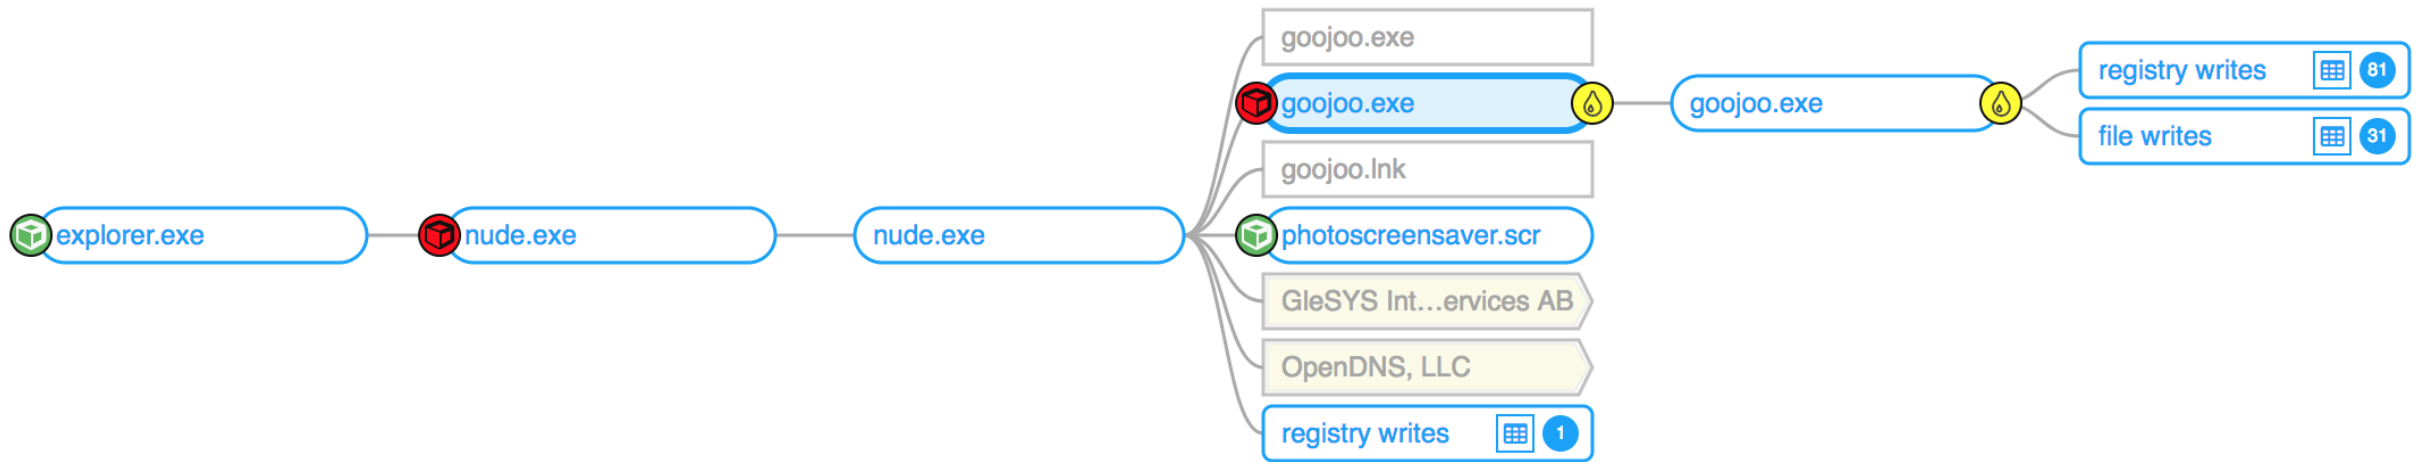 explorer.exe
nude.exe
nude.exe
goojoo.exe
goojoo.exe
goojoo.lnk
photoscreensaver.scr
GleSYS Int...ervices AB
OpenDNS, LLC
registry writes 1
goojoo.exe
registry writes 81
file writes 31